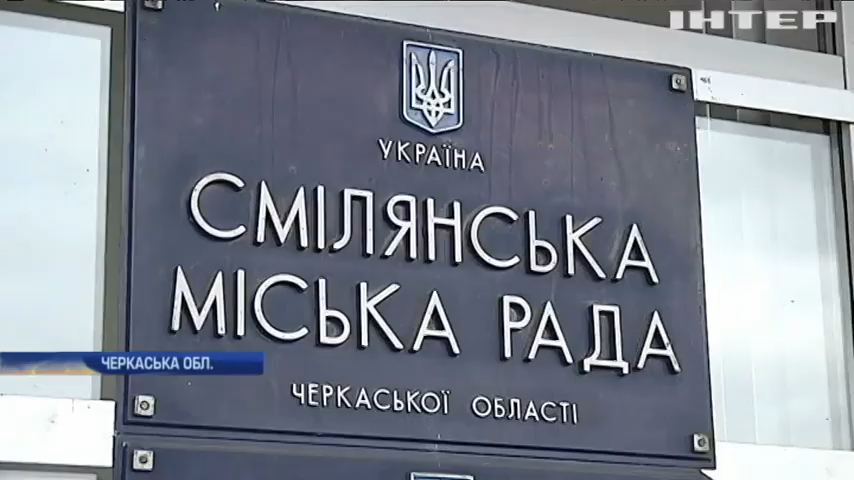 ІНТЕР
УКРАЇНА
СМІЛЯНСЬКА
МІСЬКА РАДА
ЧЕРКАСЬКА ОБЛ.
ЧЕРКАСЬКОЇ ОБЛАСТІ